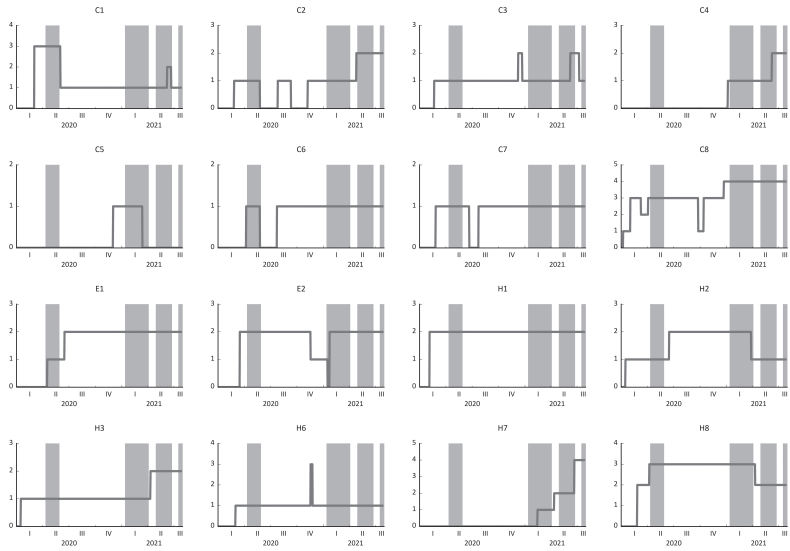 C1 C2 C3 C4
4 3 3 3
3 2 2 2
2 1 1 1
1 0 0 0
0
I II III IV I II III I II III IV I II III I II III IV I II III I II III IV I II III
2020 2021 2020 2021 2020 2021 2020 2021
C5 C6 C7 C8
2 2 2 5
1 1 1 4
0 0 0 3
2
1
0
I II III IV I II III I II III IV I II III I II III IV I II III I II III IV I II III
2020 2021 2020 2021 2020 2021 2020 2021
E1 E2 H1 H2
3 3 3 3
2 2 2 2
1 1 1 1
0 0 0 0
I II III IV I II III I II III IV I II III I II III IV I II III I II III IV I II III
2020 2021 2020 2021 2020 2021 2020 2021
H3 H6 H7 H8
3 4 5 4
2 3 4 3
1 2 3 2
0 1 2 1
0 1 0
0
I II III IV I II III I II III IV I II III I II III IV I II III I II III IV I II III
2020 2021 2020 2021 2020 2021 2020 2021